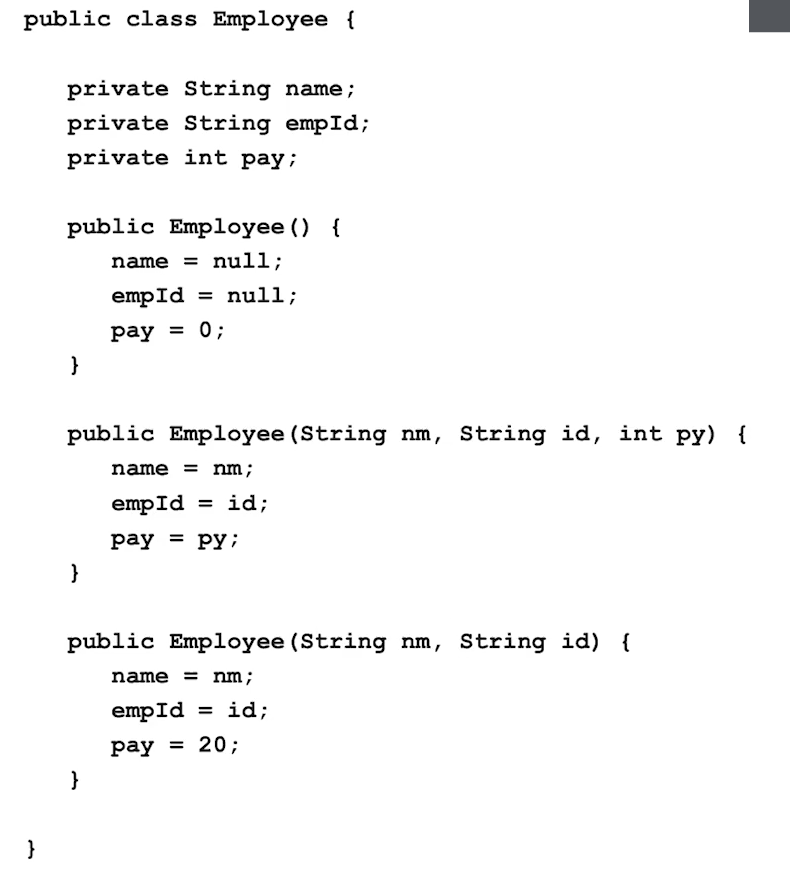 public class Employee {
private String name;
private String empId;
private int pay;
public Employee() {
name = null;
empId = null;
pay = 0;
}
public Employee(String nm, String id, int py) {
name = nm;
empId = id;
pay = py;
}
public Employee(String nm, String id) {
name = nm;
empId = id;
pay = 20;
}
}